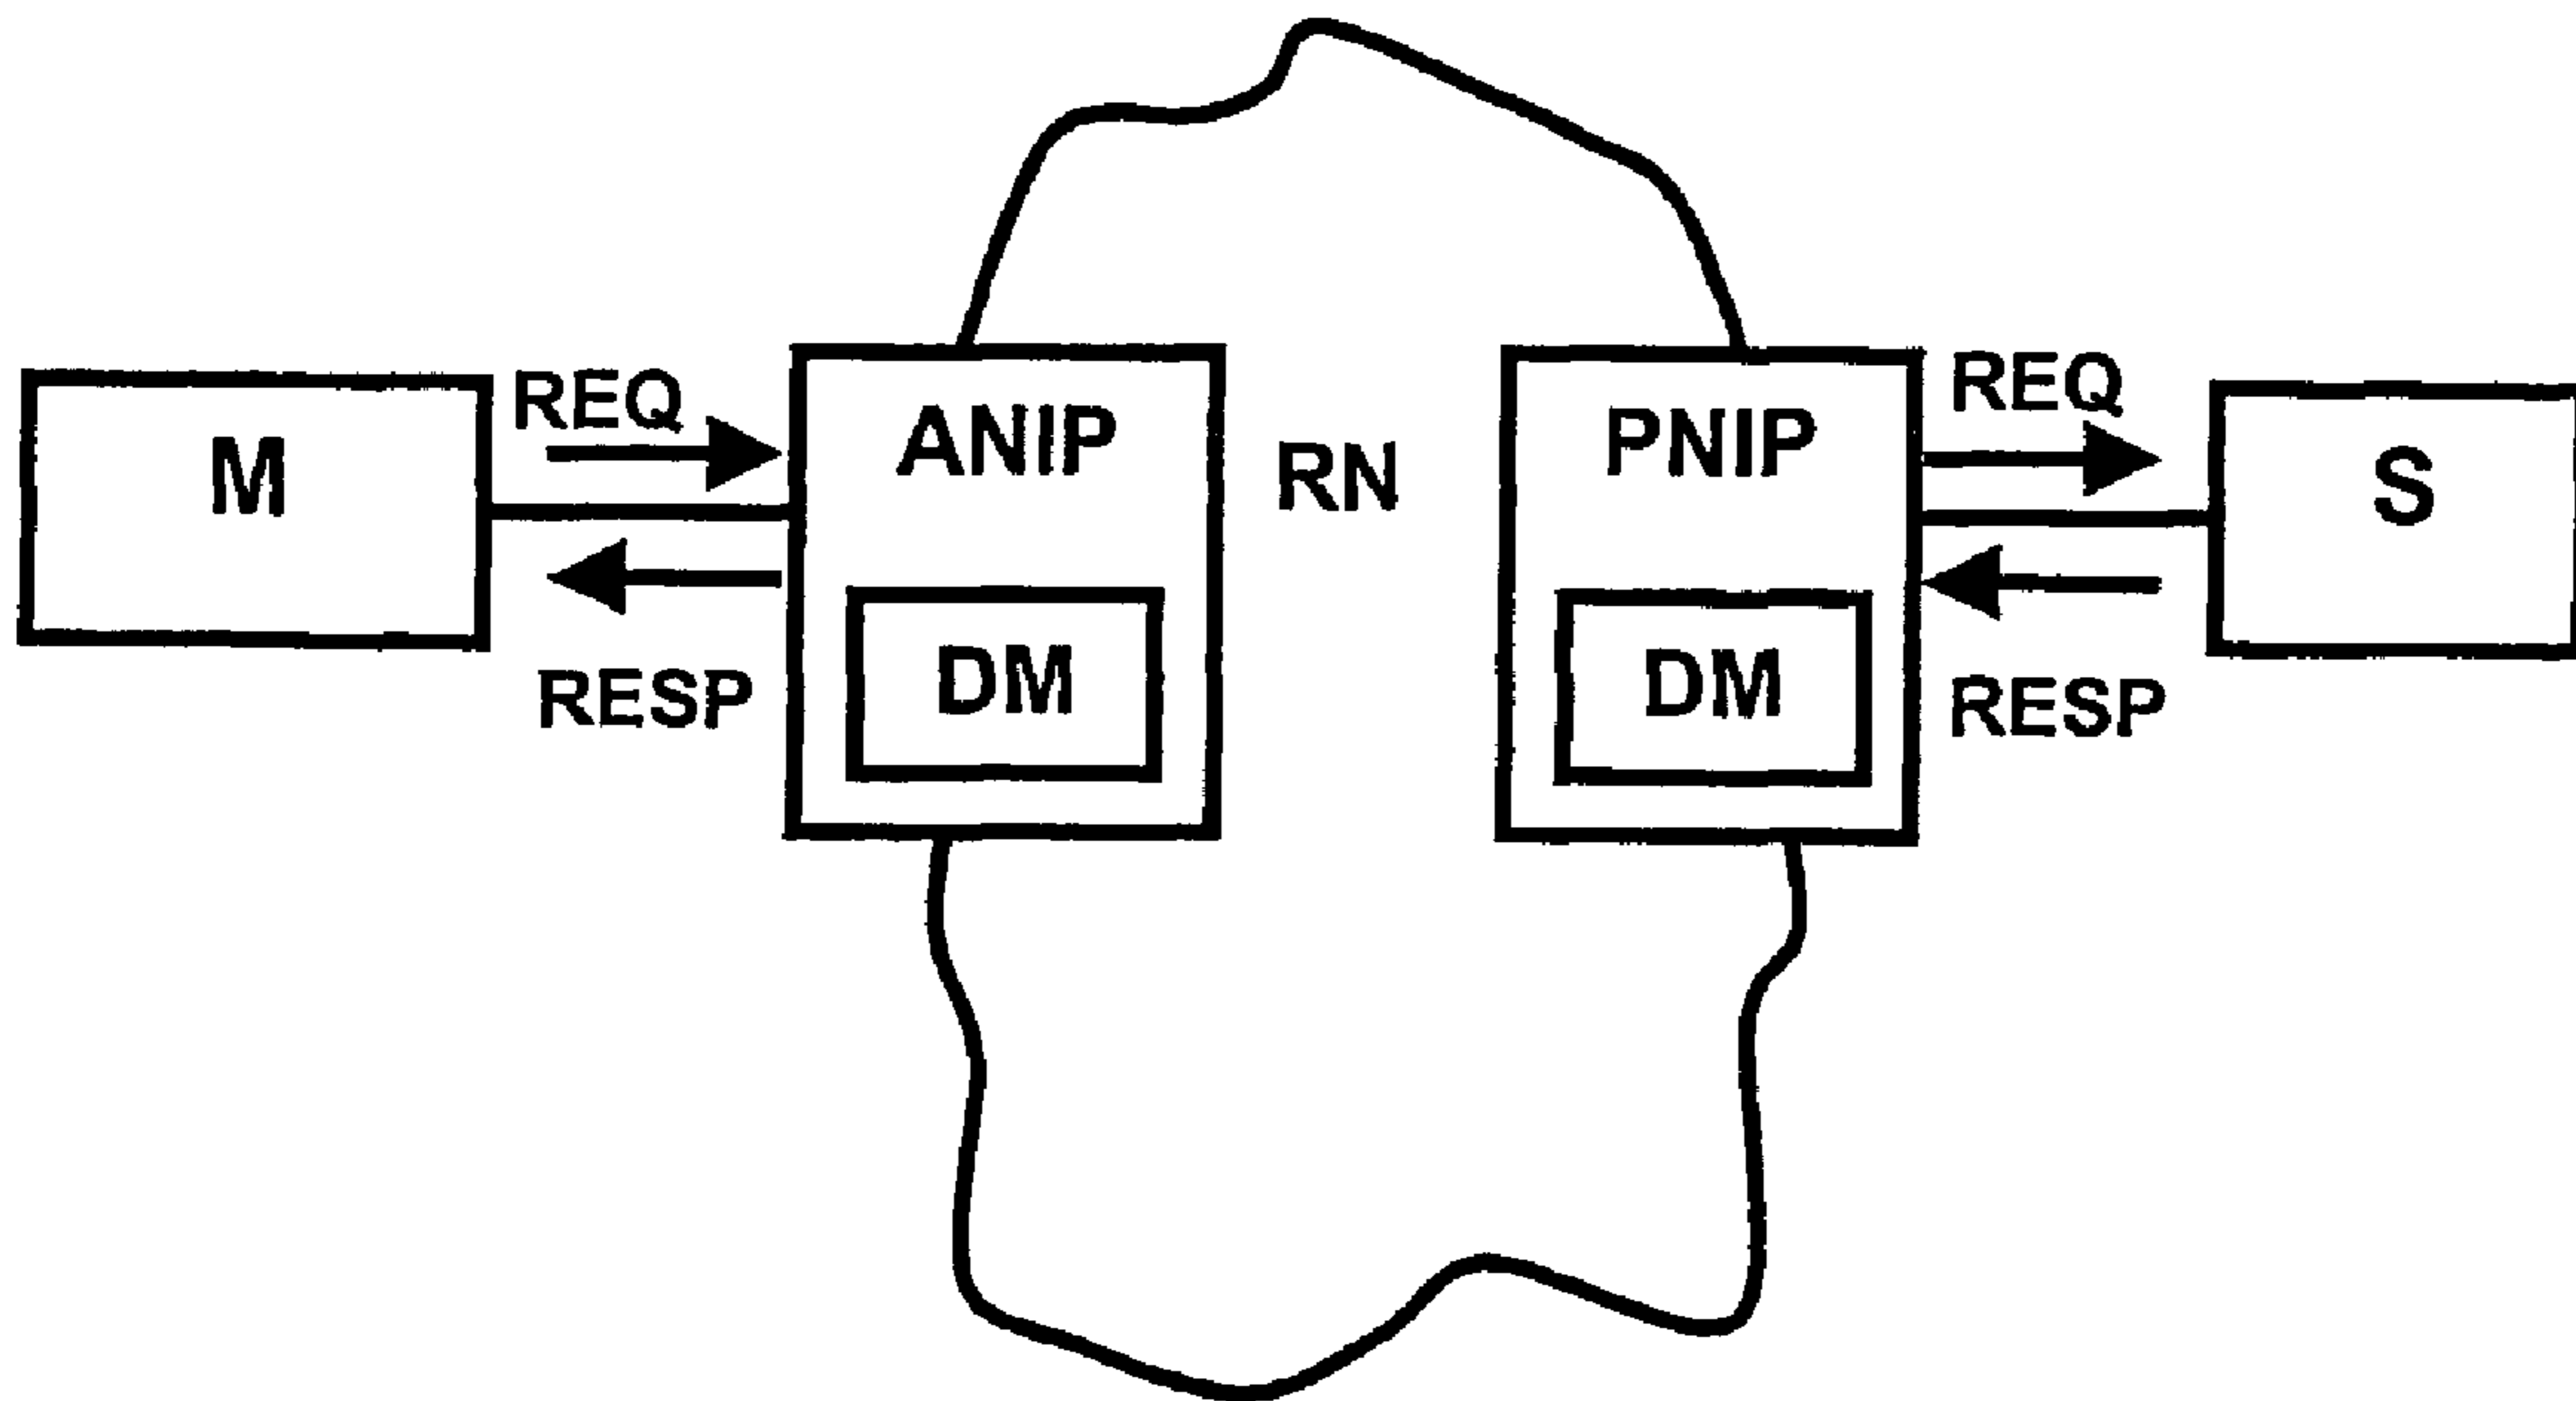 M
REQ
RESP
ANIP
DM
RN
PNIP
DM
REQ
RESP
S